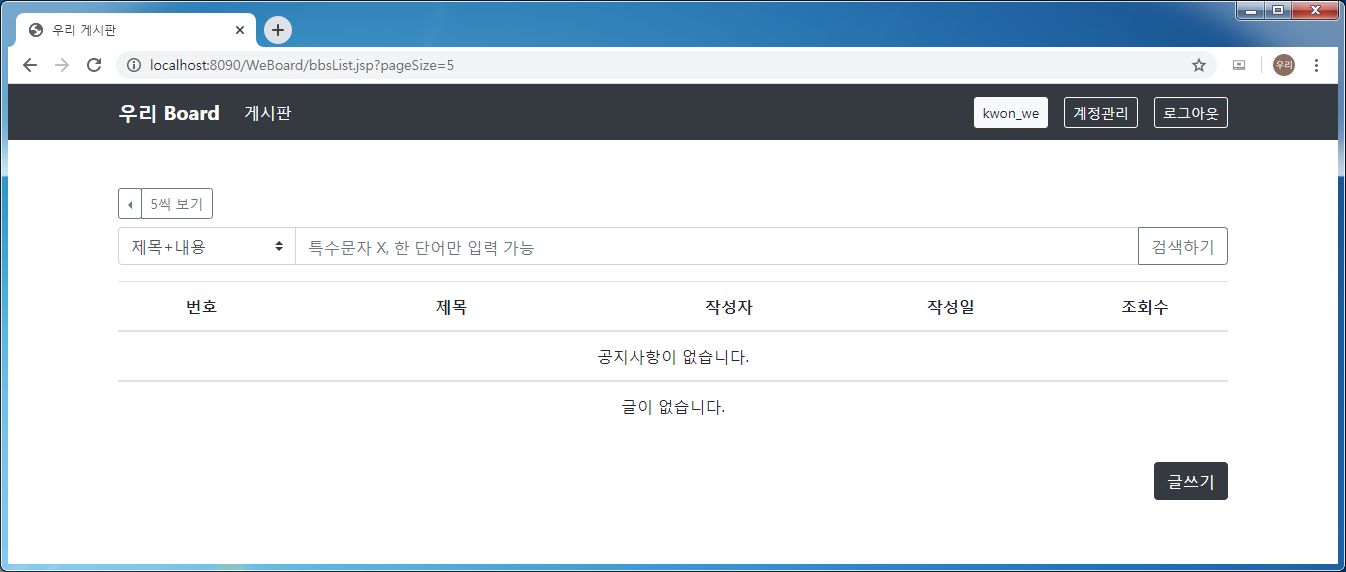 우리 게시판
localhost:8090/WeBoard/bbsList.jsp?pageSize=5
우리
우리 Board 게시판 kwon_we 계정관리 로그아웃
5씩 보기
제목+내용 특수문자 X, 한 단어만 입력 가능 검색하기
번호 제목 작성자 작성일 조회수
공지사항이 없습니다.
글이 없습니다.
글쓰기